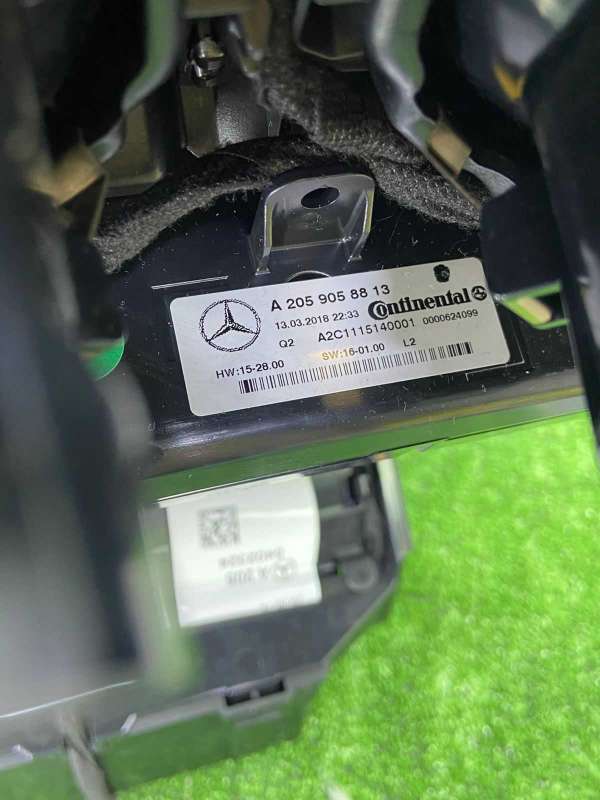 A 205 905 88 13
13.03.2018 22:33 Continental
Q2 A2C1115140001 0000624099
HW:15-28.00 SW:16-01.00 L2
A 205